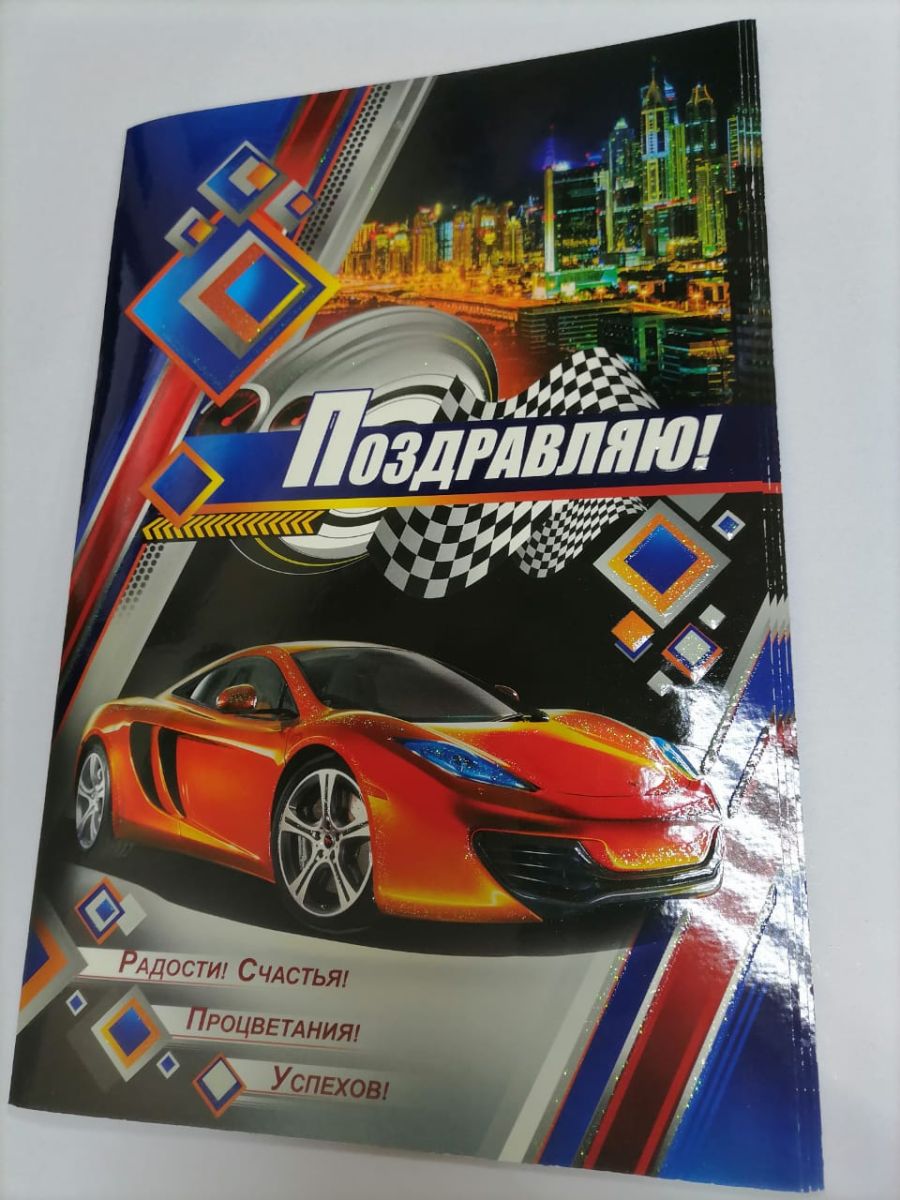 Поздравляю!
Радости! Счастья!
Процветания!
Успехов!